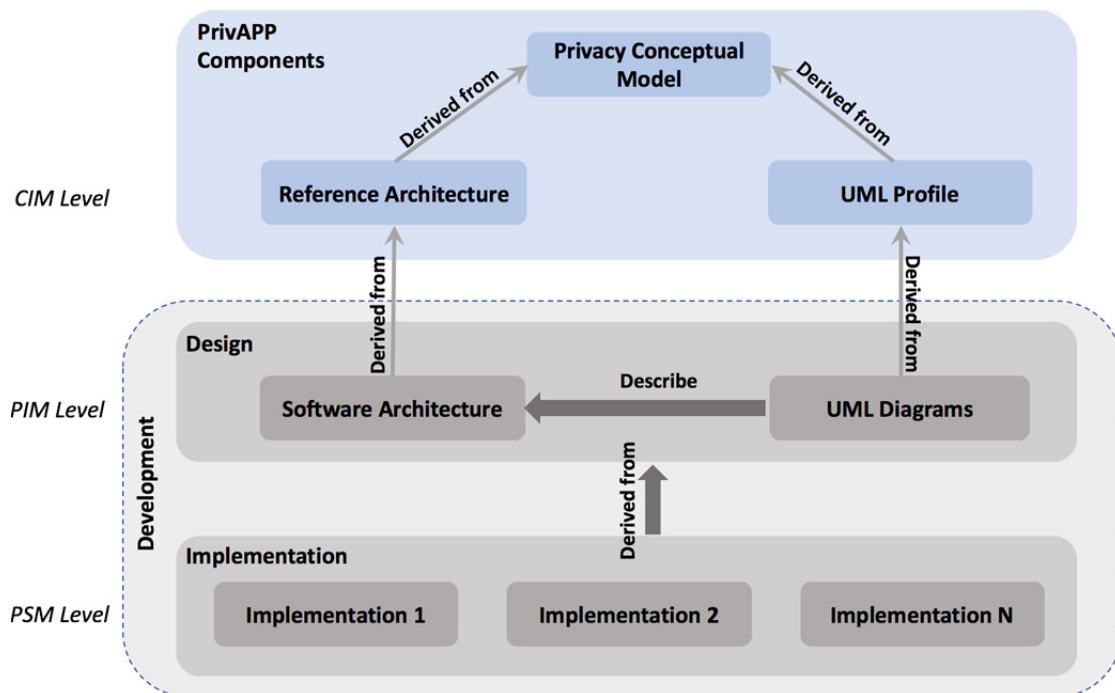 PrivAPP
Components
Privacy Conceptual
Model
Derived from
Derived from
CIM Level
Reference Architecture
UML Profile
Derived from
Derived from
Design
PIM Level
Software Architecture
Describe
UML Diagrams
Development
Derived from
Implementation
PSM Level
Implementation 1
Implementation 2
Implementation N